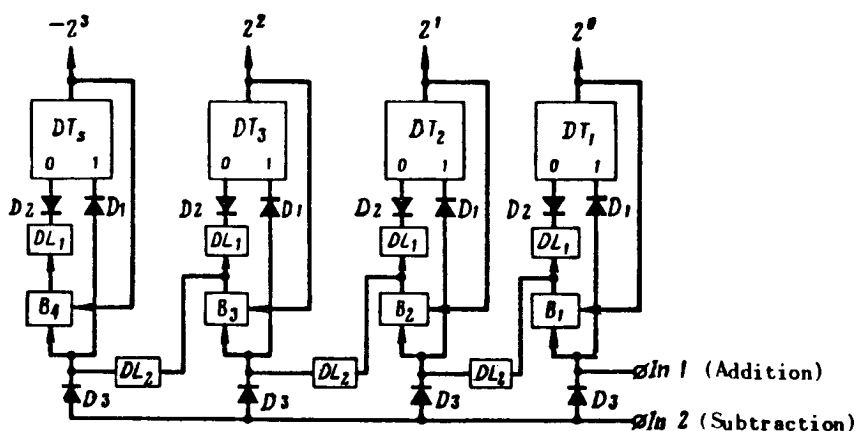 -2³ 2² 2¹ 2⁰
DTₛ DT₃ DT₂ DT₁
0 1 0 1 0 1 0 1
D2 D1 D2 D1 D2 D1 D2 D1
DL₁ DL₁ DL₁ DL₁
B₄ B₃ B₂ B₁
DL₂ DL₂ DL₂ In 1 (Addition)
D3 D3 D3 D3
In 2 (Subtraction)